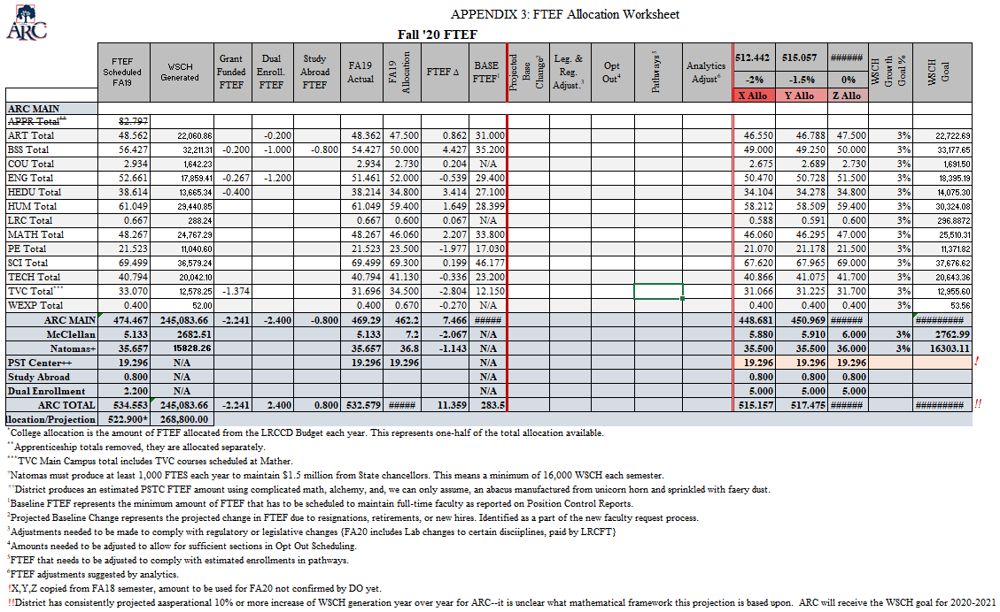 ARC
APPENDIX 3: FTEF Allocation Worksheet
Fall '20 FTEF
FTEF Scheduled FA19 WSCH Generated Grant Funded FTEF Dual Enroll. FTEF Study Abroad FTEF FA19 Actual FA19 Allocation FTEF Δ BASE FTEF¹ Projected Base Change² Leg. & Reg. Adjust.³ Opt Out⁴ Pathways⁵ Analytics Adjust⁶ 512.442 515.057 ###### WSCH Growth Goal % WSCH Goal
-2% -1.5% 0%
X Allo Y Allo Z Allo
ARC MAIN
APPR Total** 82.797
ART Total 48.562 22,060.86 -0.200 48.362 47.500 0.862 31.000 46.550 46.788 47.500 3% 22,722.69
BSS Total 56.427 32,211.31 -0.200 -1.000 -0.800 54.427 50.000 4.427 35.200 49.000 49.250 50.000 3% 33,177.65
COU Total 2.934 1,642.23 2.934 2.730 0.204 N/A 2.675 2.689 2.730 3% 1,691.50
ENG Total 52.661 17,859.41 -0.267 -1.200 51.461 52.000 -0.539 29.400 50.470 50.728 51.500 3% 18,395.19
HEDU Total 38.614 13,665.34 -0.400 38.214 34.800 3.414 27.100 34.104 34.278 34.800 3% 14,075.30
HUM Total 61.049 29,440.85 61.049 59.400 1.649 28.399 58.212 58.509 59.400 3% 30,324.08
LRC Total 0.667 288.24 0.667 0.600 0.067 N/A 0.588 0.591 0.600 3% 296.8872
MATH Total 48.267 24,767.29 48.267 46.060 2.207 33.800 46.060 46.295 47.000 3% 25,510.31
PE Total 21.523 11,040.60 21.523 23.500 -1.977 17.030 21.070 21.178 21.500 3% 11,371.82
SCI Total 69.499 36,579.24 69.499 69.300 0.199 46.177 67.620 67.965 69.000 3% 37,676.62
TECH Total 40.794 20,042.10 40.794 41.130 -0.336 23.200 40.866 41.075 41.700 3% 20,643.36
TVC Total*** 33.070 12,578.25 -1.374 31.696 34.500 -2.804 12.150 31.066 31.225 31.700 3% 12,955.60
WEXP Total 0.400 52.00 0.400 0.670 -0.270 N/A 0.400 0.400 0.400 3% 53.56
ARC MAIN 474.467 245,083.66 -2.241 -2.400 -0.800 469.29 462.2 7.466 ##### 448.681 450.969 ###### #########
McClellan 5.133 2682.51 5.133 7.2 -2.067 N/A 5.880 5.910 6.000 3% 2762.99
Natomas+ 35.657 15828.26 35.657 36.8 -1.143 N/A 35.500 35.500 36.000 3% 16303.11
PST Center++ 19.296 N/A 19.296 19.296 N/A 19.296 19.296 19.296 !
Study Abroad 0.800 N/A N/A 0.800 0.800 0.800
Dual Enrollment 2.200 N/A N/A 5.000 5.000 5.000
ARC TOTAL 534.553 245,083.66 -2.241 2.400 0.800 532.579 ##### 11.359 283.5 515.157 517.475 ###### ######### !!
llocation/Projection 522.900* 268,800.00
*College allocation is the amount of FTEF allocated from the LRCCD Budget each year. This represents one-half of the total allocation available.
**Apprenticeship totals removed, they are allocated separately.
***TVC Main Campus total includes TVC courses scheduled at Mather.
+Natomas must produce at least 1,000 FTES each year to maintain $1.5 million from State chancellors. This means a minimum of 16,000 WSCH each semester.
++District produces an estimated PSTC FTEF amount using complicated math, alchemy, and, we can only assume, an abacus manufactured from unicorn horn and sprinkled with faery dust.
¹Baseline FTEF represents the minimum amount of FTEF that has to be scheduled to maintain full-time faculty as reported on Position Control Reports.
²Projected Baseline Change represents the projected change in FTEF due to resignations, retirements, or new hires. Identified as a part of the new faculty request process.
³Adjustments needed to be made to comply with regulatory or legislative changes {FA20 includes Lab changes to certain disciiplines, paid by LRCFT}
⁴Amounts needed to be adjusted to allow for sufficient sections in Opt Out Scheduling.
⁵FTEF that needs to be adjusted to comply with estimated enrollments in pathways.
⁶FTEF adjustments suggested by analytics.
!X,Y,Z copied from FA18 semester, amount to be used for FA20 not confirmed by DO yet.
!!District has consistently projected aasperational 10% or more increase of WSCH generation year over year for ARC--it is unclear what mathematical framework this projection is based upon. ARC will receive the WSCH goal for 2020-2021